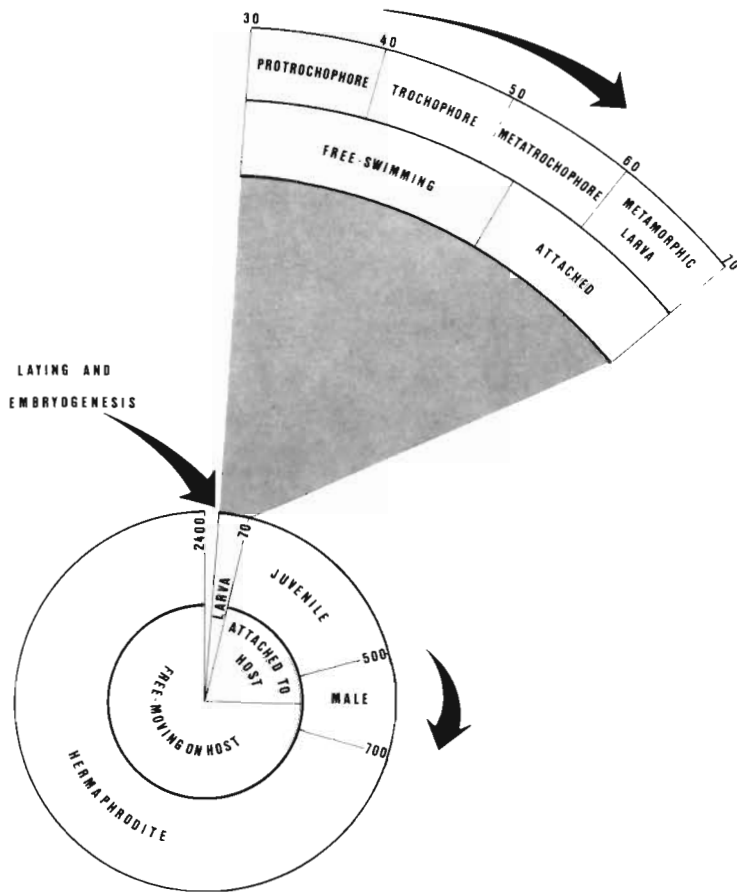 30
40
50
60
70
PROTROCHOPHORE
TROCHOPHORE
METATROCHOPHORE
METAMORPHIC
LARVA
FREE-SWIMMING
ATTACHED
LAYING AND
EMBRYOGENESIS
2400
70
LARVA
JUVENILE
ATTACHED TO
HOST
500
MALE
700
FREE-MOVING ON HOST
HERMAPHRODITE